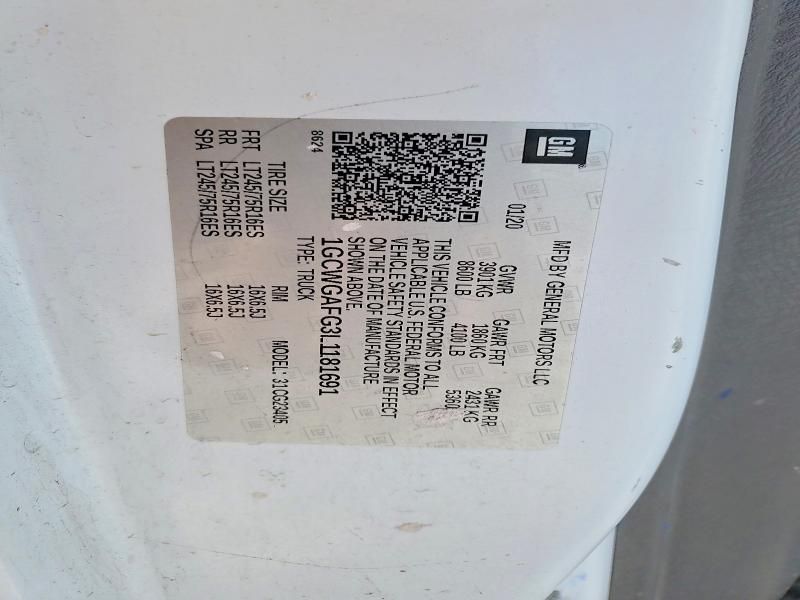 GM
MFD BY GENERAL MOTORS LLC
01/20
GVWR GAWR FRT GAWR RR
3901 KG 1860 KG 2431 KG
8600 LB 4100 LB 5360
THIS VEHICLE CONFORMS TO ALL
APPLICABLE U.S. FEDERAL MOTOR
VEHICLE SAFETY STANDARDS IN EFFECT
ON THE DATE OF MANUFACTURE
SHOWN ABOVE.
1GCWGAFG3L1181691
TYPE: TRUCK
8624
MODEL: 31CG23405
TIRE SIZE RIM
FRT LT245/75R16ES 16X6.5J
RR LT245/75R16ES 16X6.5J
SPA LT245/75R16ES 16X6.5J